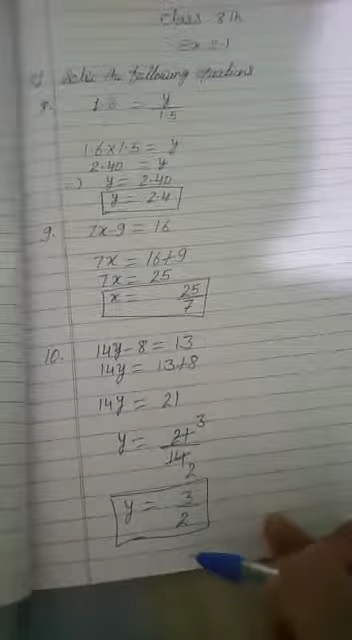 Class 8th
Ex 2.1
Q Solve the following equations
8. 1.6 = y/1.5
1.6 x 1.5 = y
2.40 = y
=) y = 2.40
y = 2.4
9. 7x-9 = 16
7x = 16+9
7x = 25
x = 25/7
10. 14y - 8 = 13
14y = 13+8
14y = 21
y = 21 3/14 2
y = 3/2